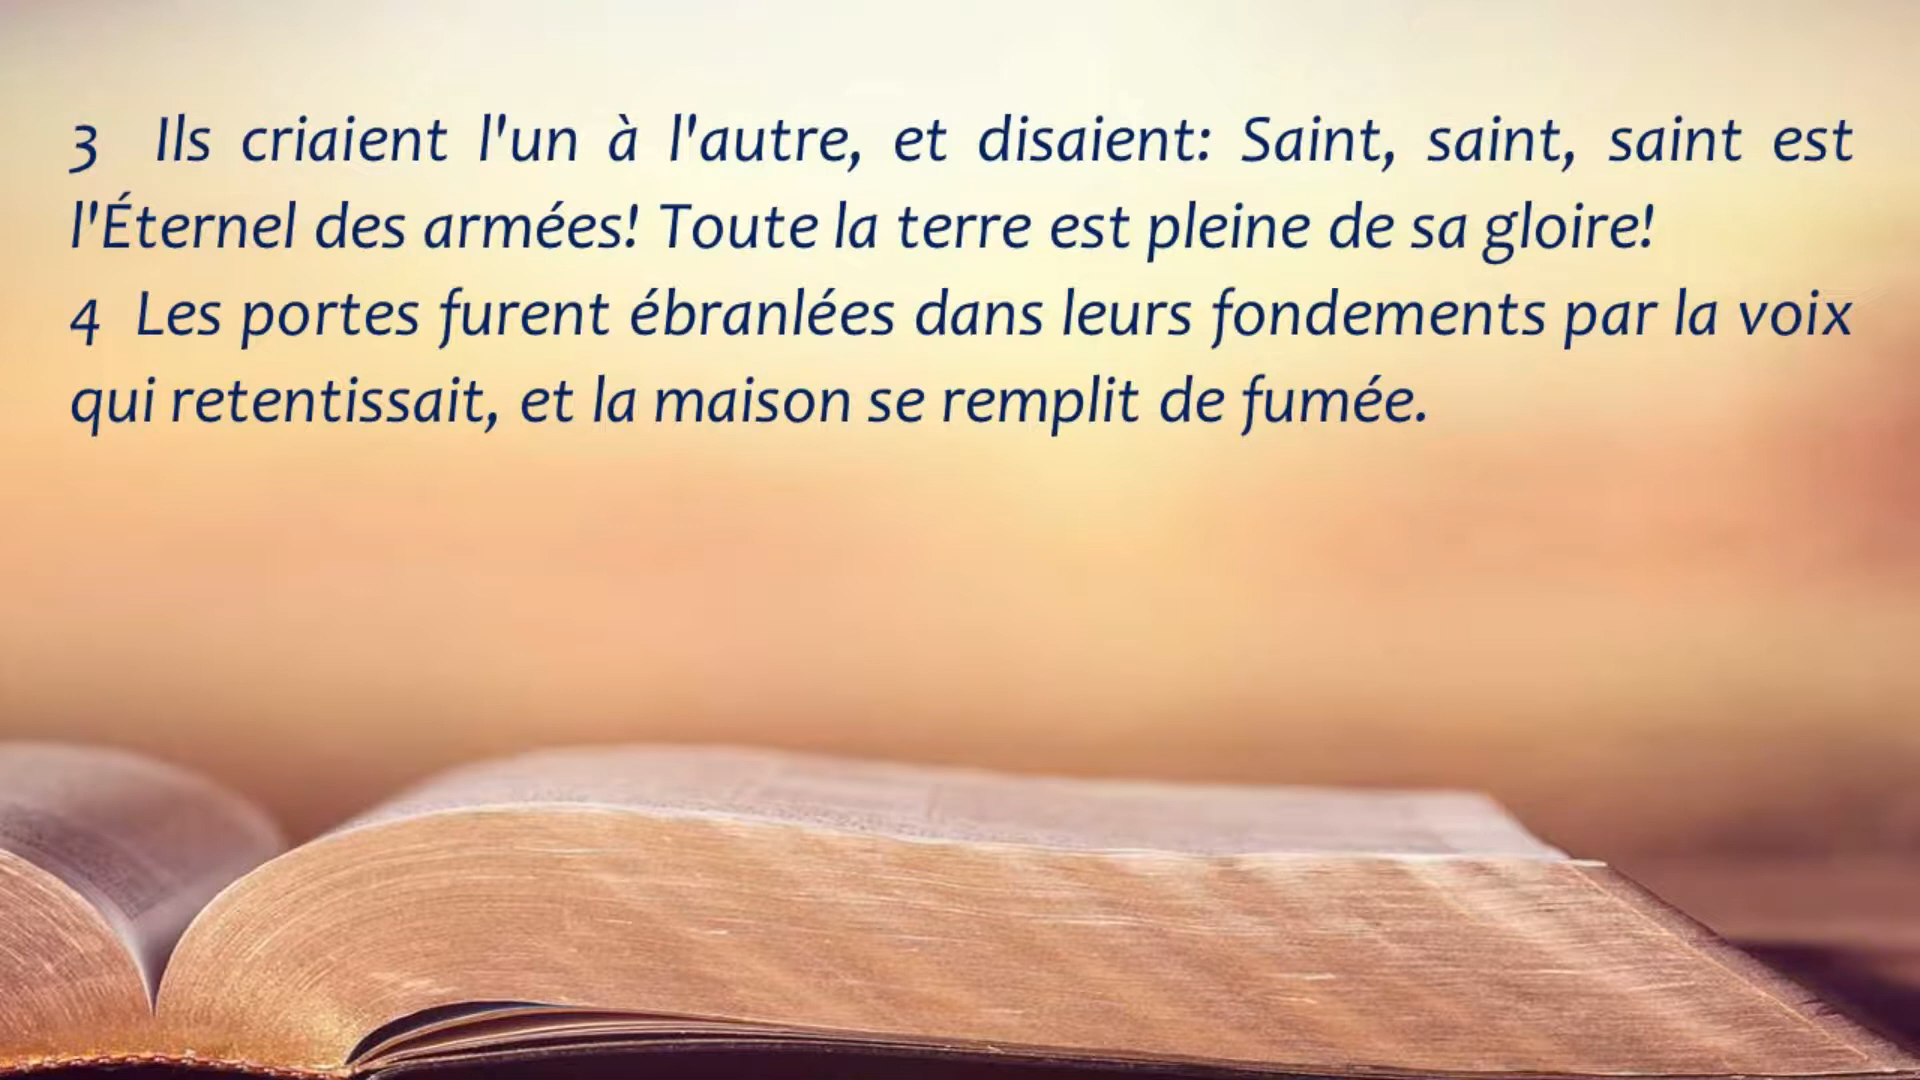 3 Ils criaient l'un à l'autre, et disaient: Saint, saint, saint est
l'Éternel des armées! Toute la terre est pleine de sa gloire!
4 Les portes furent ébranlées dans leurs fondements par la voix
qui retentissait, et la maison se remplit de fumée.